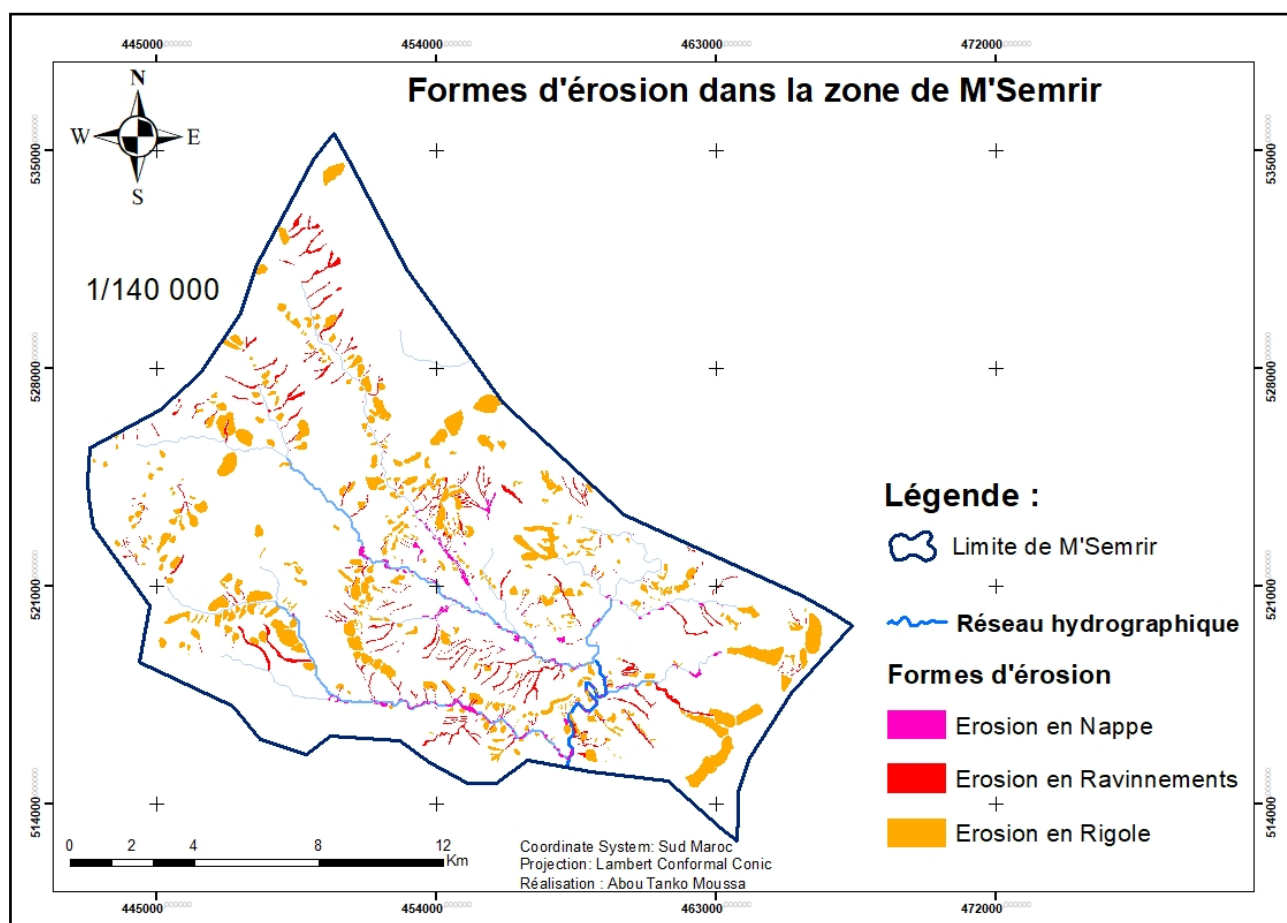 445000 454000 463000 472000
Formes d'érosion dans la zone de M'Semrir
N
W E
S
535000 535000
1/140 000
528000 528000
Légende :
Limite de M'Semrir
521000 521000
Réseau hydrographique
Formes d'érosion
Erosion en Nappe
Erosion en Ravinnements
Erosion en Rigole
514000 514000
0 2 4 8 12
Km
Coordinate System: Sud Maroc
Projection: Lambert Conformal Conic
Réalisation : Abou Tanko Moussa
445000 454000 463000 472000